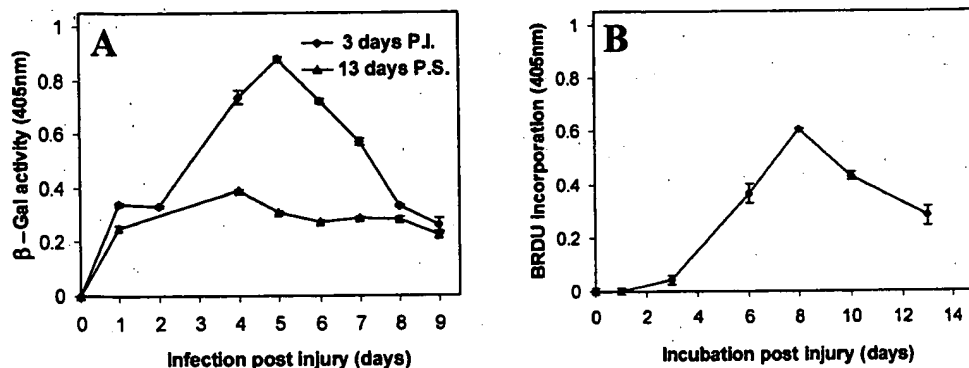 A
3 days P.I.
13 days P.S.
β–Gal activity (405nm)
1
0.8
0.6
0.4
0.2
0
0 1 2 3 4 5 6 7 8 9
Infection post injury (days)
B
BRDU incorporation (405nm)
1
0.8
0.6
0.4
0.2
0
0 2 4 6 8 10 12 14
Incubation post injury (days)